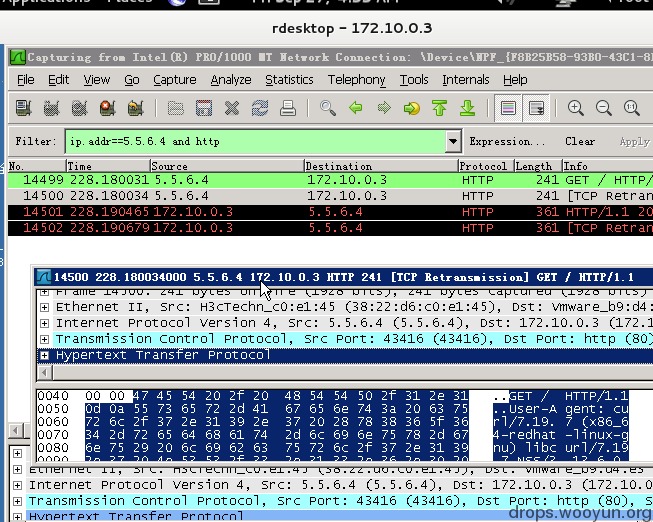 rdesktop - 172.10.0.3
Capturing from Intel(R) PRO/1000 MT Network Connection: \Device\NPF_{F8B25B58-93B0-43C1-8
File Edit View Go Capture Analyze Statistics Telephony Tools Internals Help
Filter: ip.addr==5.5.6.4 and http Expression... Clear Apply
No. Time Source Destination Protocol Length Info
14499 228.180031 5.5.6.4 172.10.0.3 HTTP 241 GET / HTTP/
14500 228.180034 5.5.6.4 172.10.0.3 HTTP 241 [TCP Retran
14501 228.190465 172.10.0.3 5.5.6.4 HTTP 361 HTTP/1.1 20
14502 228.190679 172.10.0.3 5.5.6.4 HTTP 361 [TCP Retran
14500 228.180034000 5.5.6.4 172.10.0.3 HTTP 241 [TCP Retransmission] GET / HTTP/1.1
Frame 14500: 241 bytes on wire (1928 bits), 241 bytes captured (1928 bits)
Ethernet II, Src: H3cTechn_c0:e1:45 (38:22:d6:c0:e1:45), Dst: Vmware_b9:d4:
Internet Protocol Version 4, Src: 5.5.6.4 (5.5.6.4), Dst: 172.10.0.3 (172.1
Transmission Control Protocol, Src Port: 43416 (43416), Dst Port: http (80)
Hypertext Transfer Protocol
0040 00 00 47 45 54 20 2f 20 48 54 54 50 2f 31 2e 31 ..GET / HTTP/1.1
0050 0d 0a 55 73 65 72 2d 41 67 65 6e 74 3a 20 63 75 ..User-A gent: cu
0060 72 6c 2f 37 2e 31 39 2e 37 20 28 78 38 36 5f 36 rl/7.19. 7 (x86_6
0070 34 2d 72 65 64 68 61 74 2d 6c 69 6e 75 78 2d 67 4-redhat -linux-g
0080 6e 75 29 20 6c 69 62 63 75 72 6c 2f 37 2e 31 39 nu) libc url/7.19
Ethernet II, Src: H3cTechn_c0:e1:45 (38:22:d6:c0:e1:45), Dst: Vmware_b9:d4:e5
Internet Protocol Version 4, Src: 5.5.6.4 (5.5.6.4), Dst: 172.10.0.3 (172.10.0
Transmission Control Protocol, Src Port: 43416 (43416), Dst Port: http (80), S
Hypertext Transfer Protocol
drops.wooyun.org